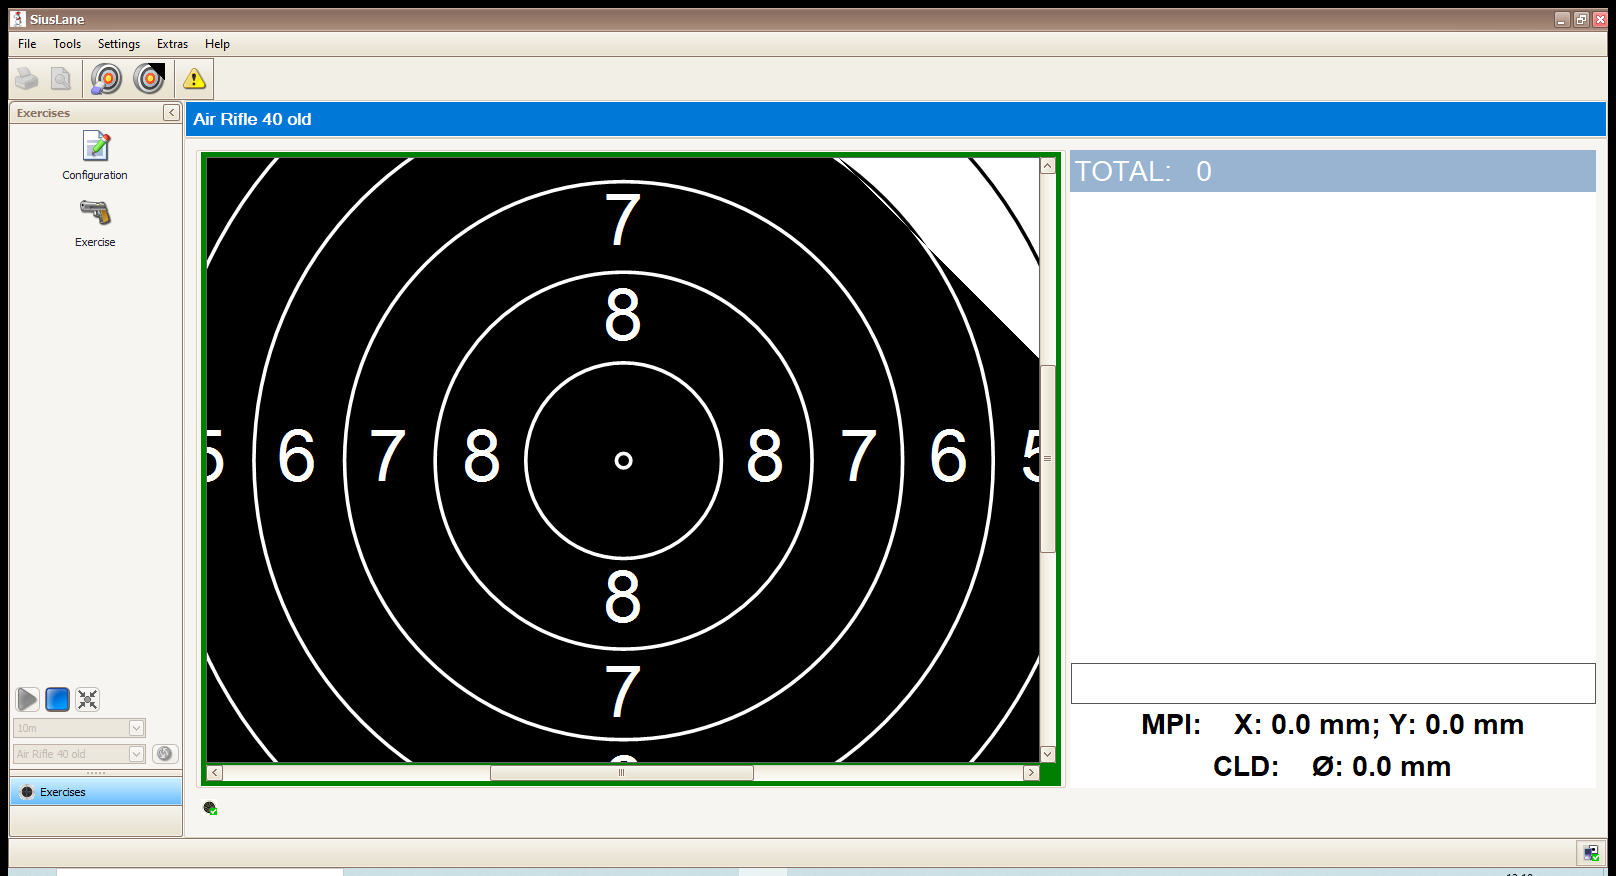 SiusLane
File Tools Settings Extras Help
Exercises
Air Rifle 40 old
Configuration
Exercise
7
8
5 6 7 8 8 7 6 5
8
7
TOTAL: 0
MPI: X: 0.0 mm; Y: 0.0 mm
CLD: Ø: 0.0 mm
10m
Air Rifle 40 old
Exercises